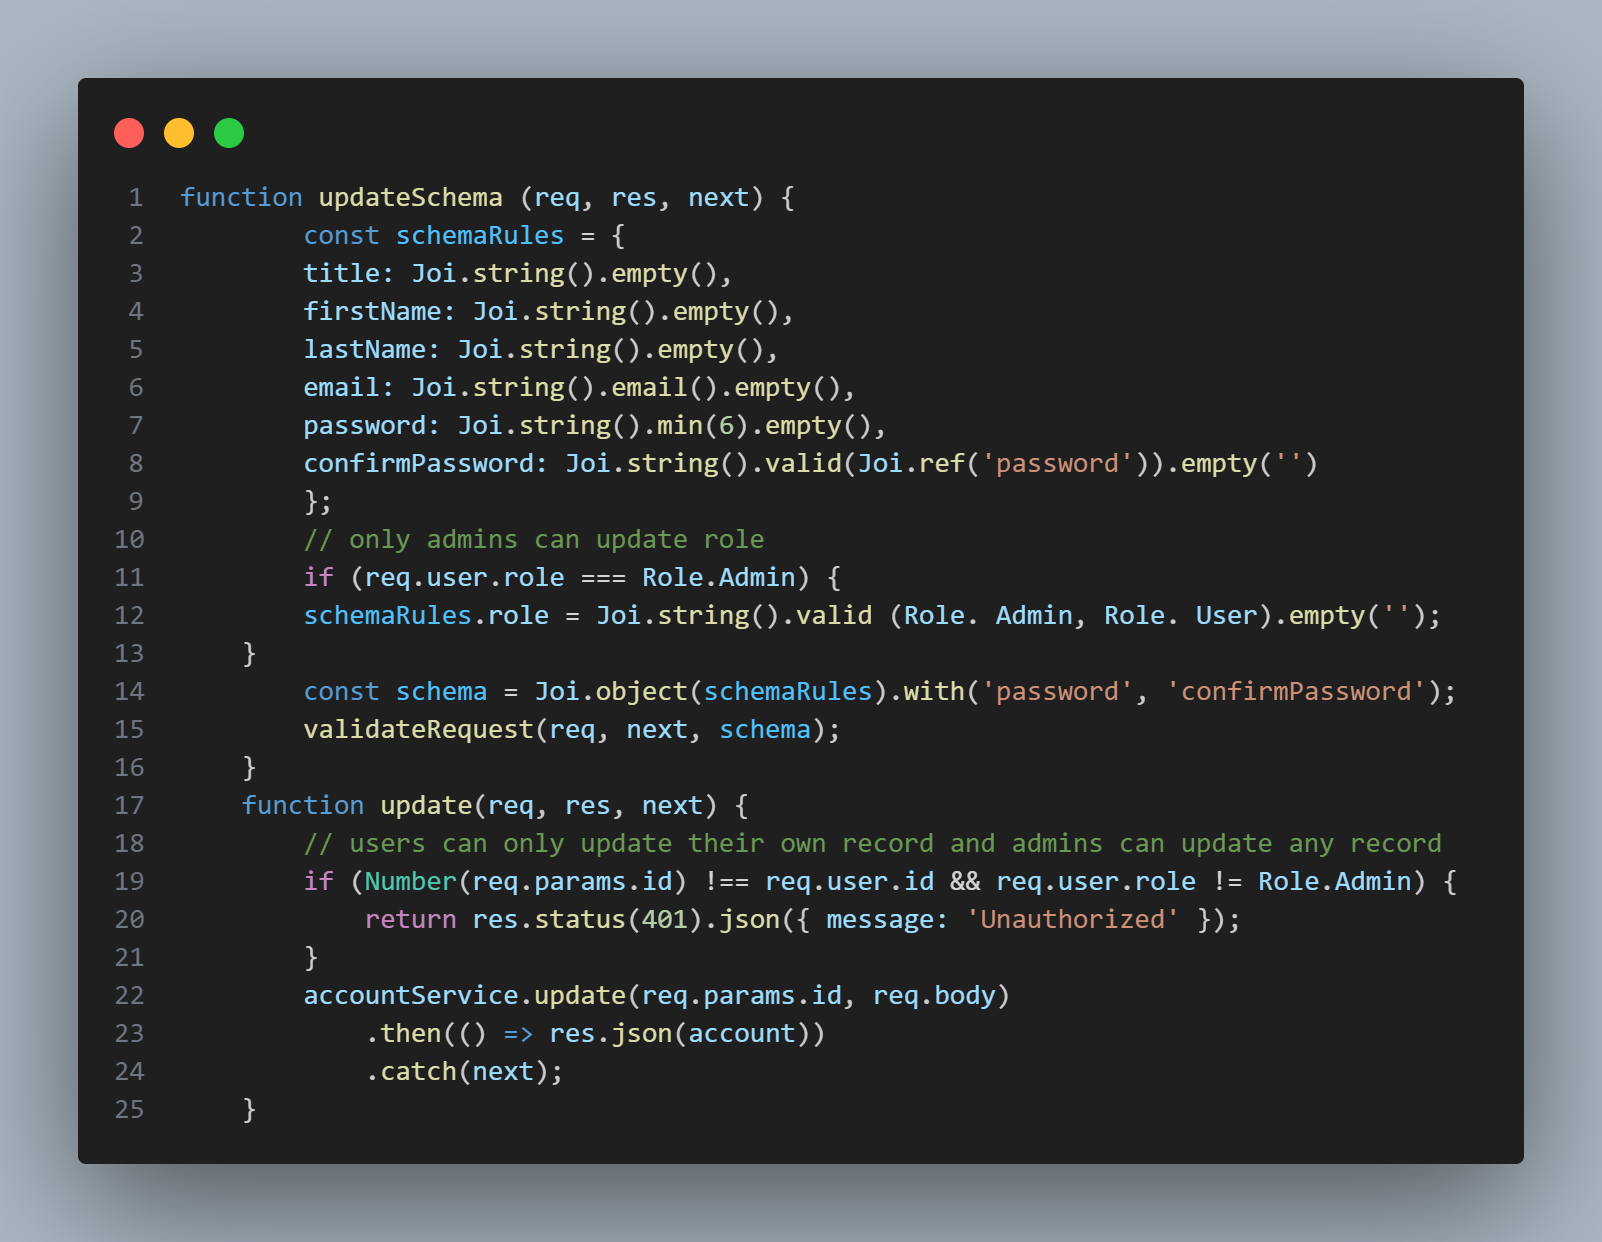 1 function updateSchema (req, res, next) {
2 const schemaRules = {
3 title: Joi.string().empty(),
4 firstName: Joi.string().empty(),
5 lastName: Joi.string().empty(),
6 email: Joi.string().email().empty(),
7 password: Joi.string().min(6).empty(),
8 confirmPassword: Joi.string().valid(Joi.ref('password')).empty('')
9 };
10 // only admins can update role
11 if (req.user.role === Role.Admin) {
12 schemaRules.role = Joi.string().valid (Role. Admin, Role. User).empty('');
13 }
14 const schema = Joi.object(schemaRules).with('password', 'confirmPassword');
15 validateRequest(req, next, schema);
16 }
17 function update(req, res, next) {
18 // users can only update their own record and admins can update any record
19 if (Number(req.params.id) !== req.user.id && req.user.role != Role.Admin) {
20 return res.status(401).json({ message: 'Unauthorized' });
21 }
22 accountService.update(req.params.id, req.body)
23 .then(() => res.json(account))
24 .catch(next);
25 }